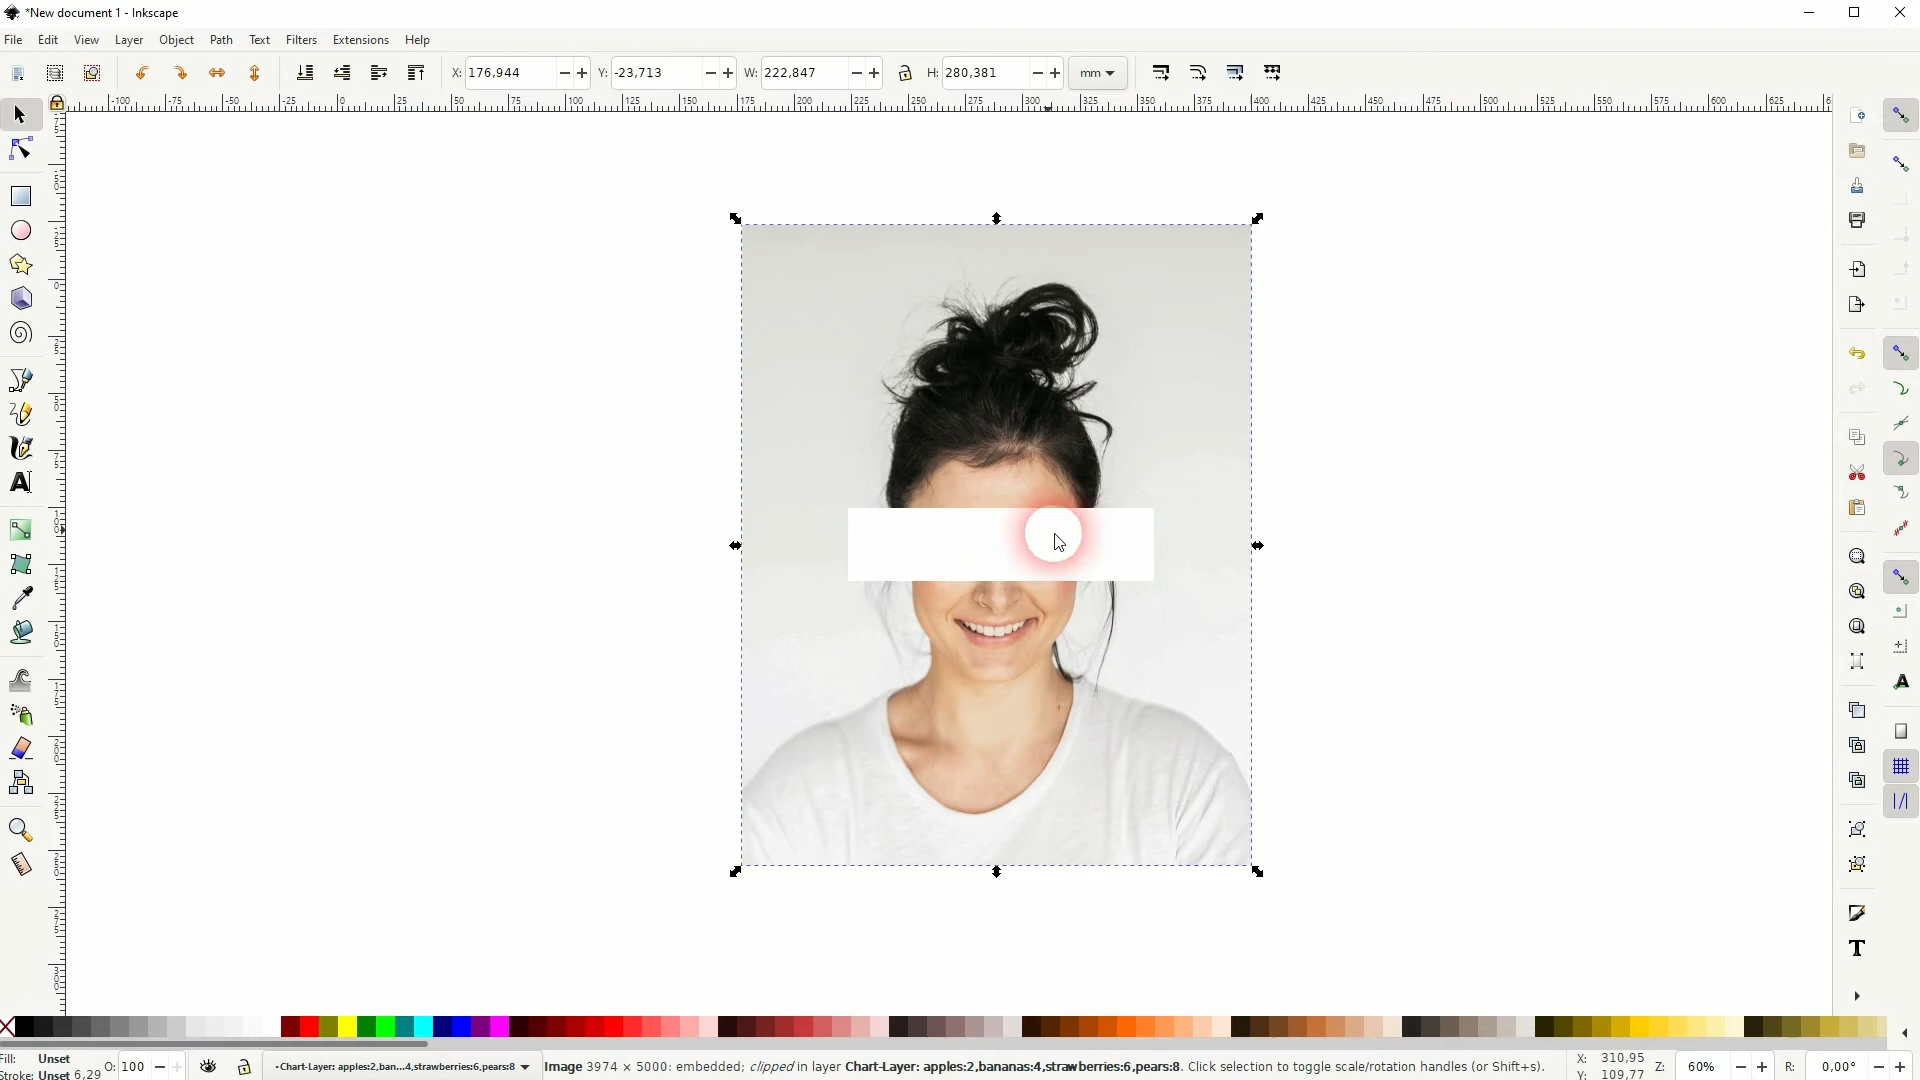 *New document 1 - Inkscape
File Edit View Layer Object Path Text Filters Extensions Help
X: 176,944 Y: -23,713 W: 222,847 H: 280,381 mm
-100 -75 -50 -25 0 25 50 75 100 125 150 175 200 225 250 275 300 325 350 375 400 425 450 475 500 525 550 575 600 625
Fill: Unset
Stroke: Unset 6,29
O: 100
•Chart-Layer: apples:2,ban...4,strawberries:6,pears:8
Image 3974 × 5000: embedded; clipped in layer Chart-Layer: apples:2,bananas:4,strawberries:6,pears:8. Click selection to toggle scale/rotation handles (or Shift+s).
X: 310,95
Y: 109,77
Z: 60%
R: 0,00°